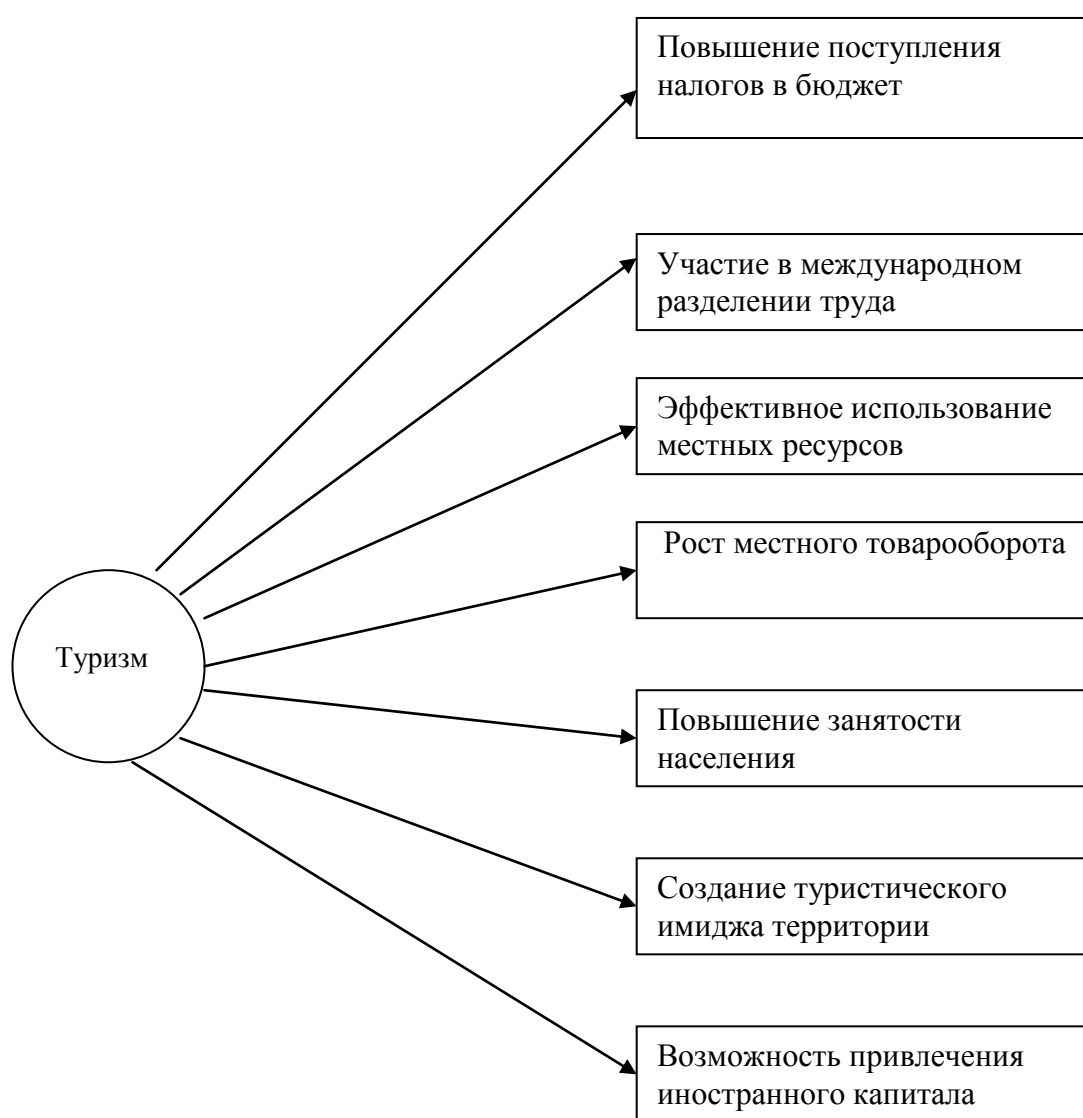 Повышение поступления
налогов в бюджет
Участие в международном
разделении труда
Эффективное использование
местных ресурсов
Рост местного товарооборота
Туризм
Повышение занятости
населения
Создание туристического
имиджа территории
Возможность привлечения
иностранного капитала